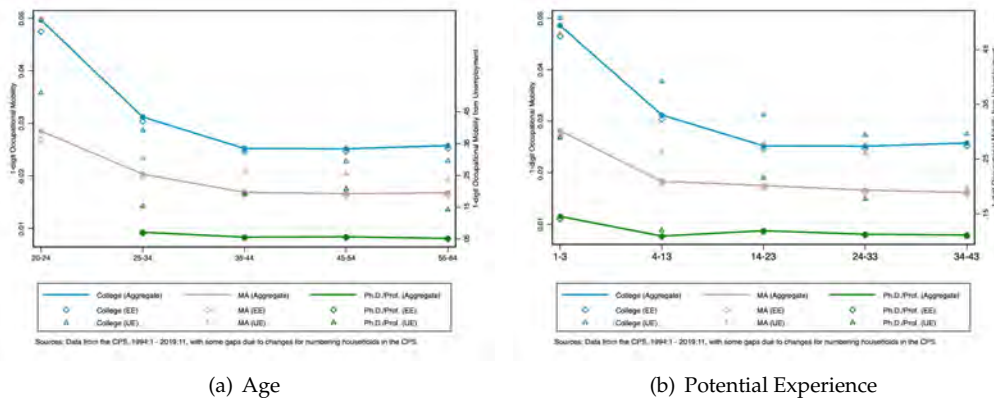 0.05
0.04
0.03
0.02
0.01
1-digit Occupational Mobility
.45
.35
.25
.15
.05
1-digit Occupational Mobility from Unemployment
20-24 25-34 45-54 55-64
College (Aggregate) MA (Aggregate) Ph.D./Prof. (Aggregate)
College (EE) MA (EE) Ph.D./Prof. (EE)
College (UE) MA (UE) Ph.D./Prof. (UE)
Sources: Data from the CPS, 1994:1 - 2019:11, with some gaps due to changes for numbering households in the CPS.
(a) Age
0.05
0.04
0.03
0.02
0.01
1-digit Occupational Mobility
.45
.35
.25
.15
1-3 4-13 14-23 24-33 34-43
College (Aggregate) MA (Aggregate) Ph.D./Prof. (Aggregate)
College (EE) MA (EE) Ph.D./Prof. (EE)
College (UE) MA (UE) Ph.D./Prof. (UE)
Sources: Data from the CPS, 1994:1 - 2019:11, with some gaps due to changes for numbering households in the CPS.
(b) Potential Experience